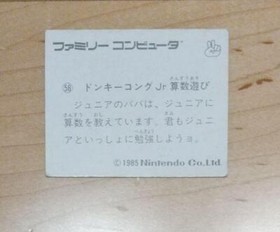 ファミリー コンピュータ
58 ドンキーコングJr算数遊び
ジュニアのパパは、ジュニアに
算数を教えています。君もジュニ
アといっしょに勉強しようョ。
©1985 Nintendo Co.,Ltd.